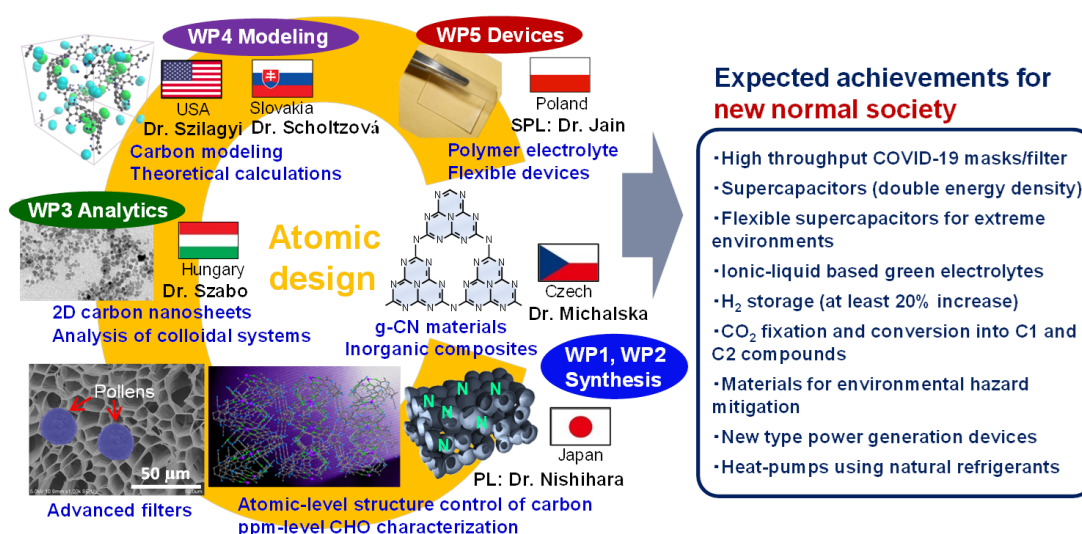 WP4 Modeling
USA
Slovakia
Dr. Szilagyi
Dr. Scholtzová
Carbon modeling
Theoretical calculations
WP5 Devices
Poland
SPL: Dr. Jain
Polymer electrolyte
Flexible devices
WP3 Analytics
Hungary
Dr. Szabo
2D carbon nanosheets
Analysis of colloidal systems
Atomic
design
N N N
N N N
N
N N N N
N N N
N N N N N N
N N N N N N
N N
Czech
Dr. Michalska
g-CN materials
Inorganic composites
WP1, WP2
Synthesis
Pollens
50 μm
Advanced filters
N
N
N
N
N
Japan
PL: Dr. Nishihara
Atomic-level structure control of carbon
ppm-level CHO characterization
Expected achievements for
new normal society
・High throughput COVID-19 masks/filter
・Supercapacitors (double energy density)
・Flexible supercapacitors for extreme
environments
・Ionic-liquid based green electrolytes
・H₂ storage (at least 20% increase)
・CO₂ fixation and conversion into C1 and
C2 compounds
・Materials for environmental hazard
mitigation
・New type power generation devices
・Heat-pumps using natural refrigerants